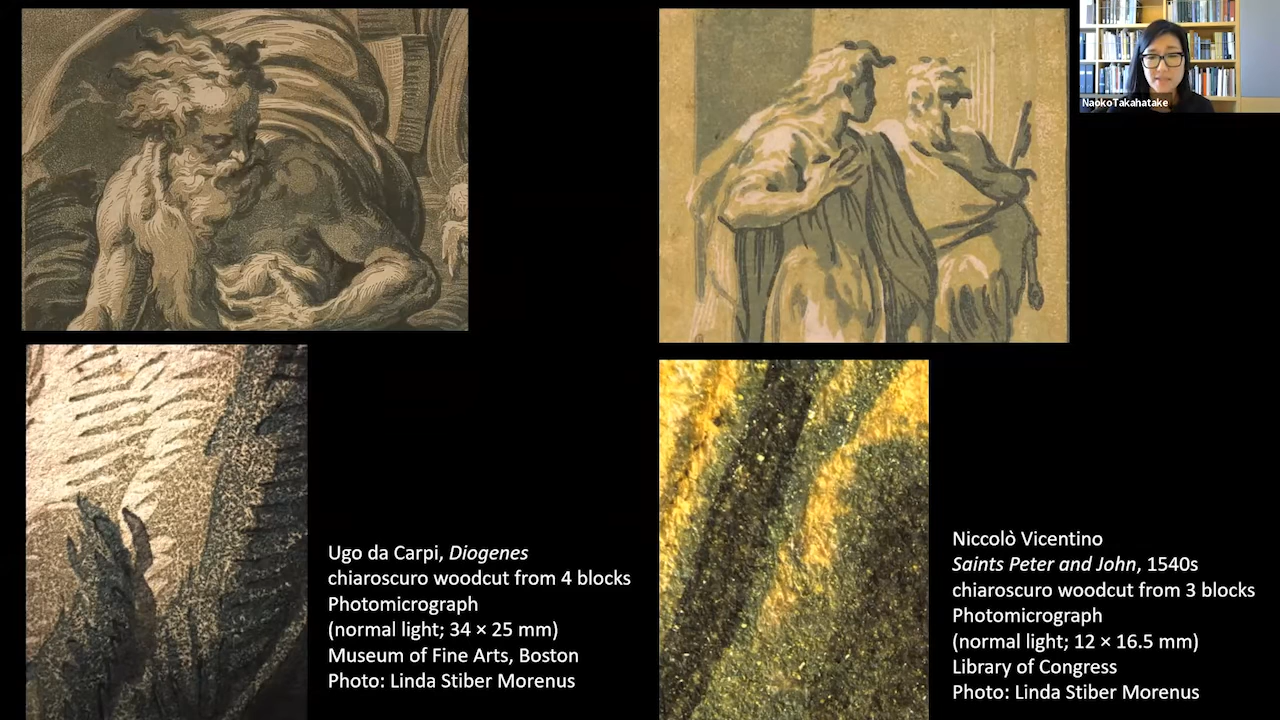 NaokoTakahatake
Ugo da Carpi, Diogenes
chiaroscuro woodcut from 4 blocks
Photomicrograph
(normal light; 34 × 25 mm)
Museum of Fine Arts, Boston
Photo: Linda Stiber Morenus
Niccolò Vicentino
Saints Peter and John, 1540s
chiaroscuro woodcut from 3 blocks
Photomicrograph
(normal light; 12 × 16.5 mm)
Library of Congress
Photo: Linda Stiber Morenus